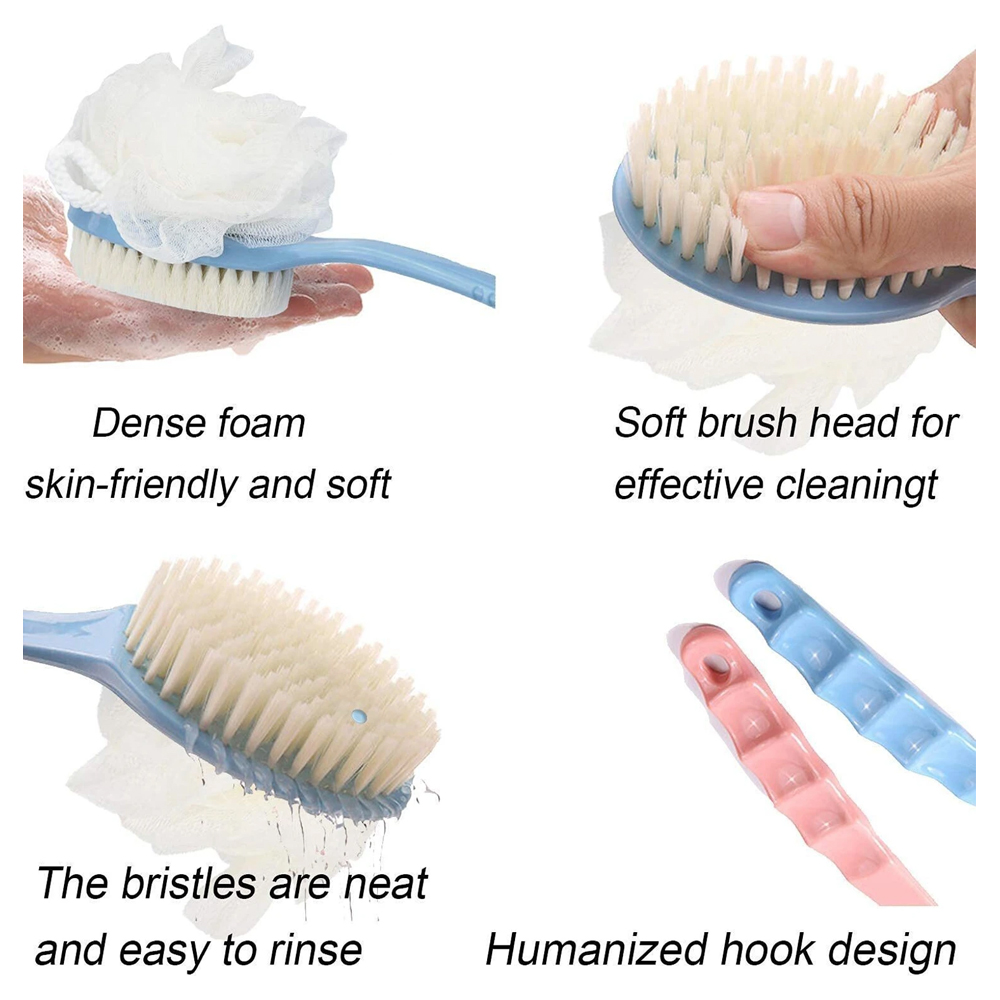 Dense foam
skin-friendly and soft
Soft brush head for
effective cleaningt
The bristles are neat
and easy to rinse
Humanized hook design